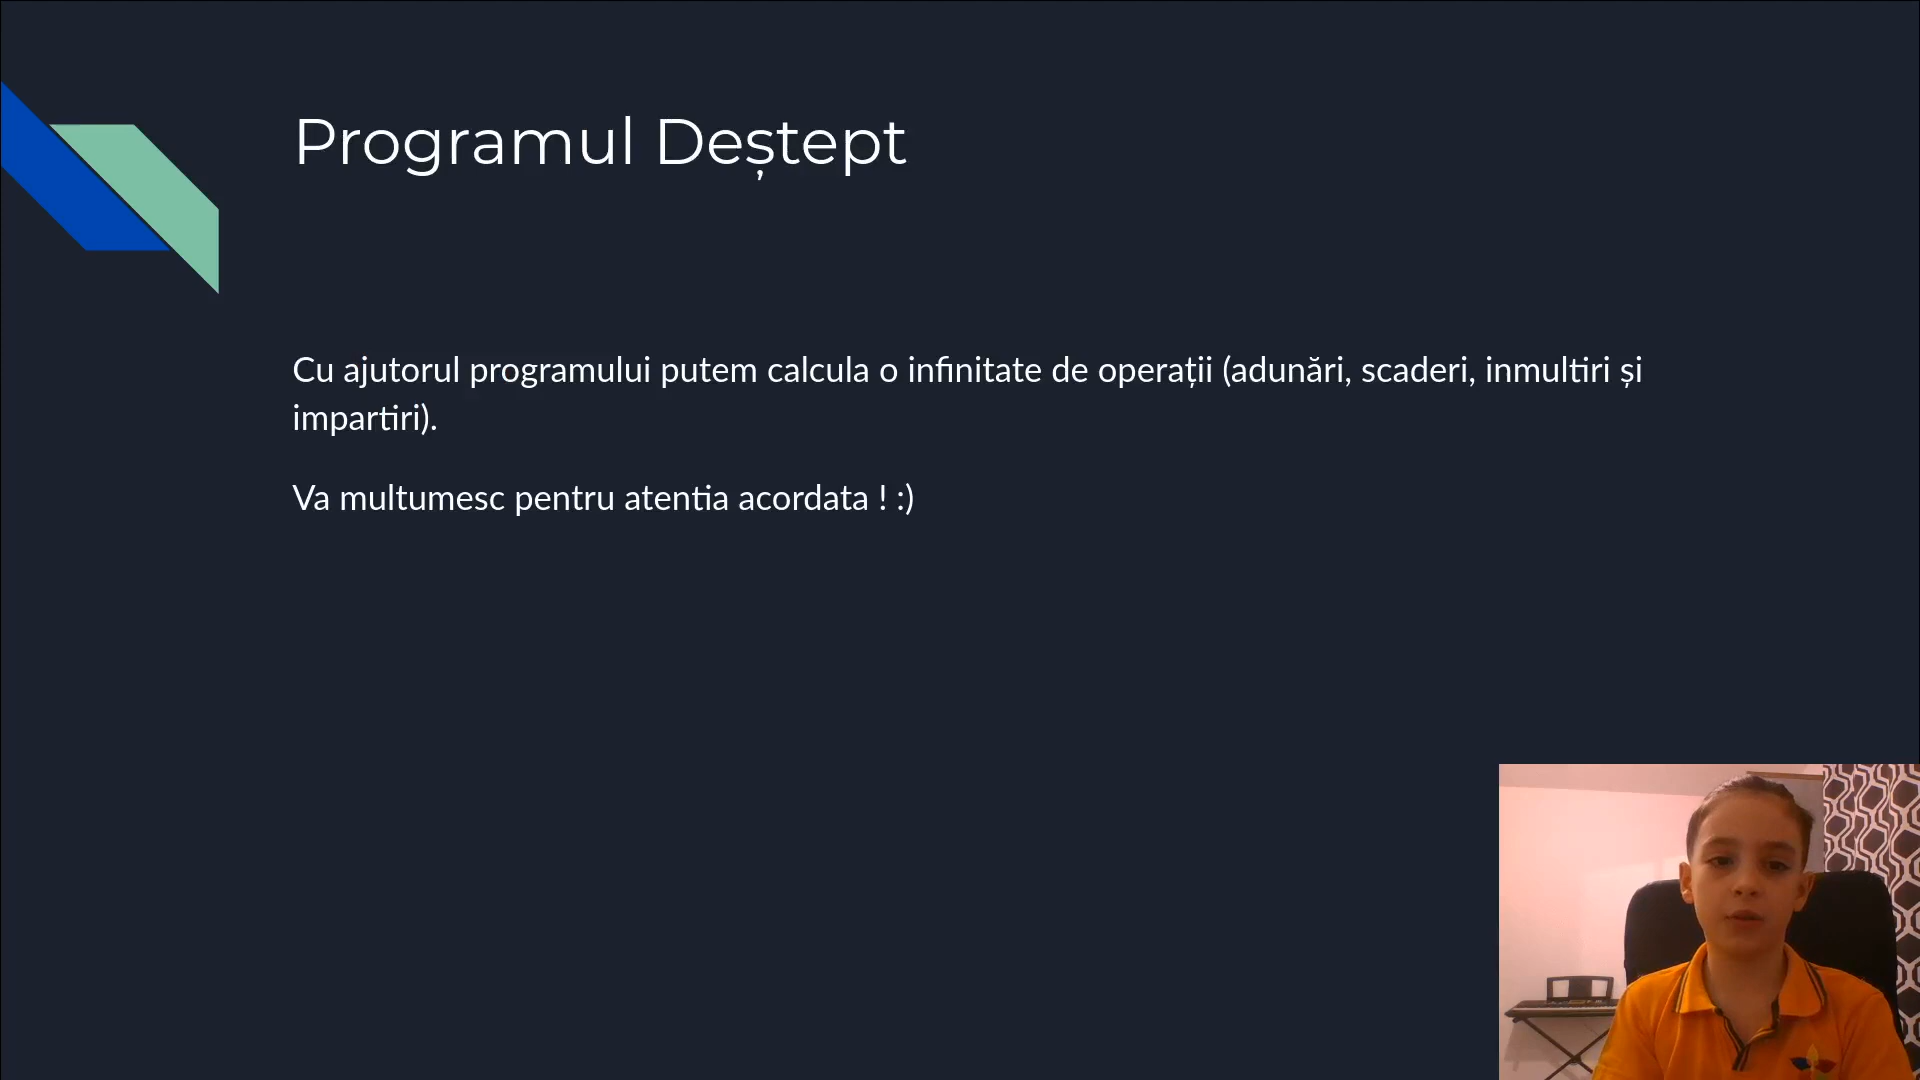 Programul Deștept
Cu ajutorul programului putem calcula o infinitate de operații (adunări, scaderi, inmultiri și
impartiri).
Va multumesc pentru atentia acordata ! :)